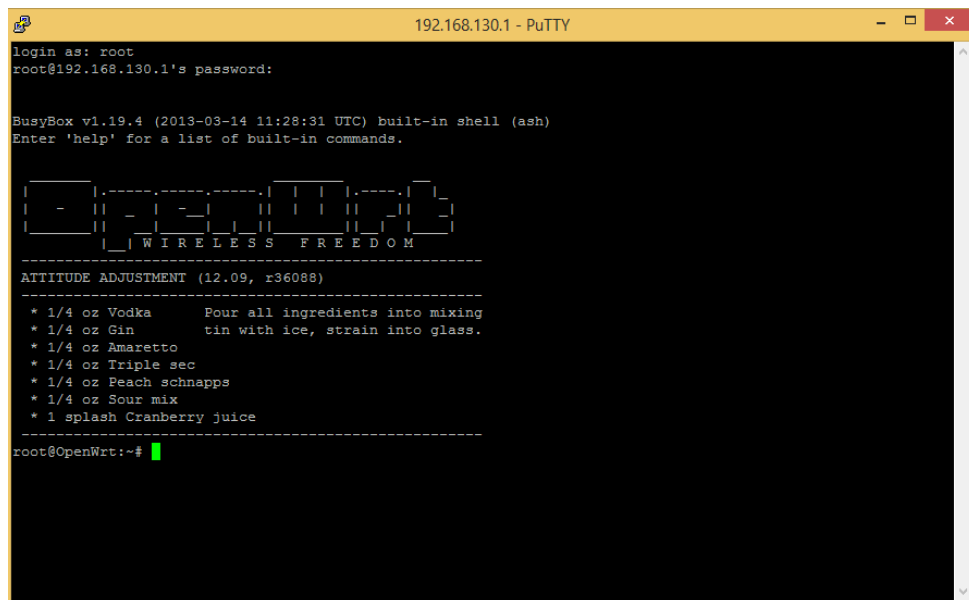 192.168.130.1 - PuTTY
login as: root
root@192.168.130.1's password:
BusyBox v1.19.4 (2013-03-14 11:28:31 UTC) built-in shell (ash)
Enter 'help' for a list of built-in commands.
OpenWrt
W I R E L E S S   F R E E D O M
-----------------------------------------------------
ATTITUDE ADJUSTMENT (12.09, r36088)
-----------------------------------------------------
* 1/4 oz Vodka      Pour all ingredients into mixing
* 1/4 oz Gin        tin with ice, strain into glass.
* 1/4 oz Amaretto
* 1/4 oz Triple sec
* 1/4 oz Peach schnapps
* 1/4 oz Sour mix
* 1 splash Cranberry juice
-----------------------------------------------------
root@OpenWrt:~#